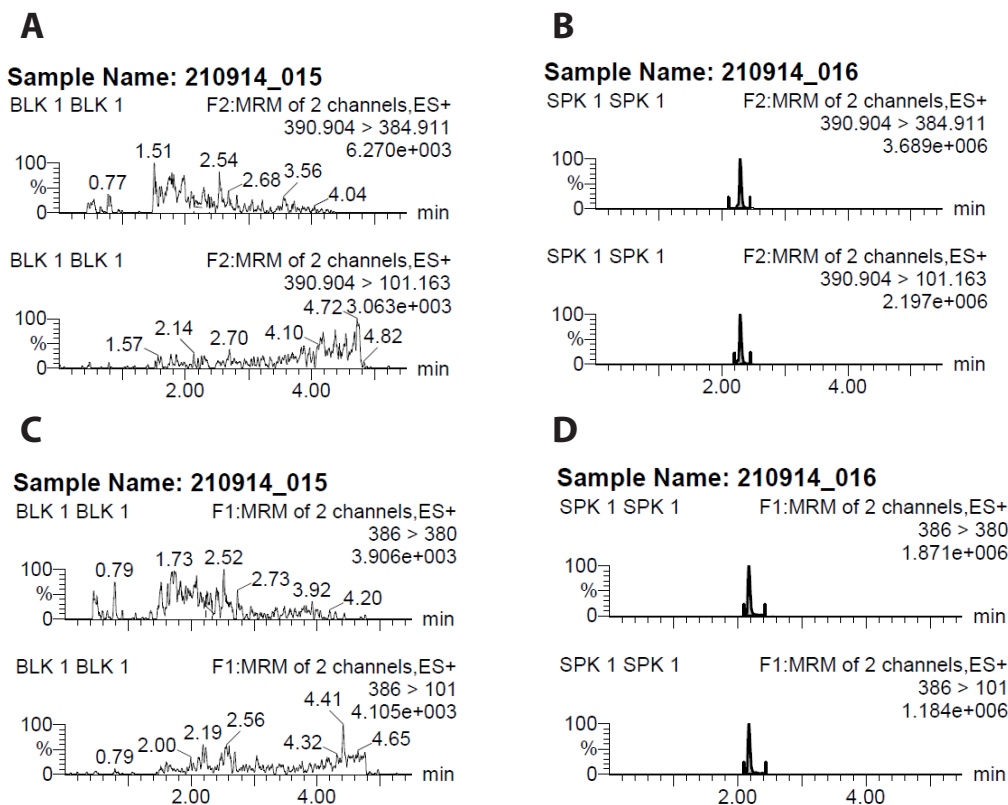 A
Sample Name: 210914_015
BLK 1 BLK 1 F2:MRM of 2 channels,ES+
390.904 > 384.911
6.270e+003
100
%
0
0.77
1.51
2.54
2.68
3.56
4.04
min
BLK 1 BLK 1 F2:MRM of 2 channels,ES+
390.904 > 101.163
3.063e+003
100
%
0
1.57
2.14
2.70
4.10
4.72
4.82
min
2.00 4.00
B
Sample Name: 210914_016
SPK 1 SPK 1 F2:MRM of 2 channels,ES+
390.904 > 384.911
3.689e+006
100
%
0
min
SPK 1 SPK 1 F2:MRM of 2 channels,ES+
390.904 > 101.163
2.197e+006
100
%
0
min
2.00 4.00
C
Sample Name: 210914_015
BLK 1 BLK 1 F1:MRM of 2 channels,ES+
386 > 380
3.906e+003
100
%
0
0.79
1.73
2.52
2.73
3.92
4.20
min
BLK 1 BLK 1 F1:MRM of 2 channels,ES+
386 > 101
4.105e+003
100
%
0
0.79
2.00
2.19
2.56
4.32
4.41
4.65
min
2.00 4.00
D
Sample Name: 210914_016
SPK 1 SPK 1 F1:MRM of 2 channels,ES+
386 > 380
1.871e+006
100
%
0
min
SPK 1 SPK 1 F1:MRM of 2 channels,ES+
386 > 101
1.184e+006
100
%
0
min
2.00 4.00